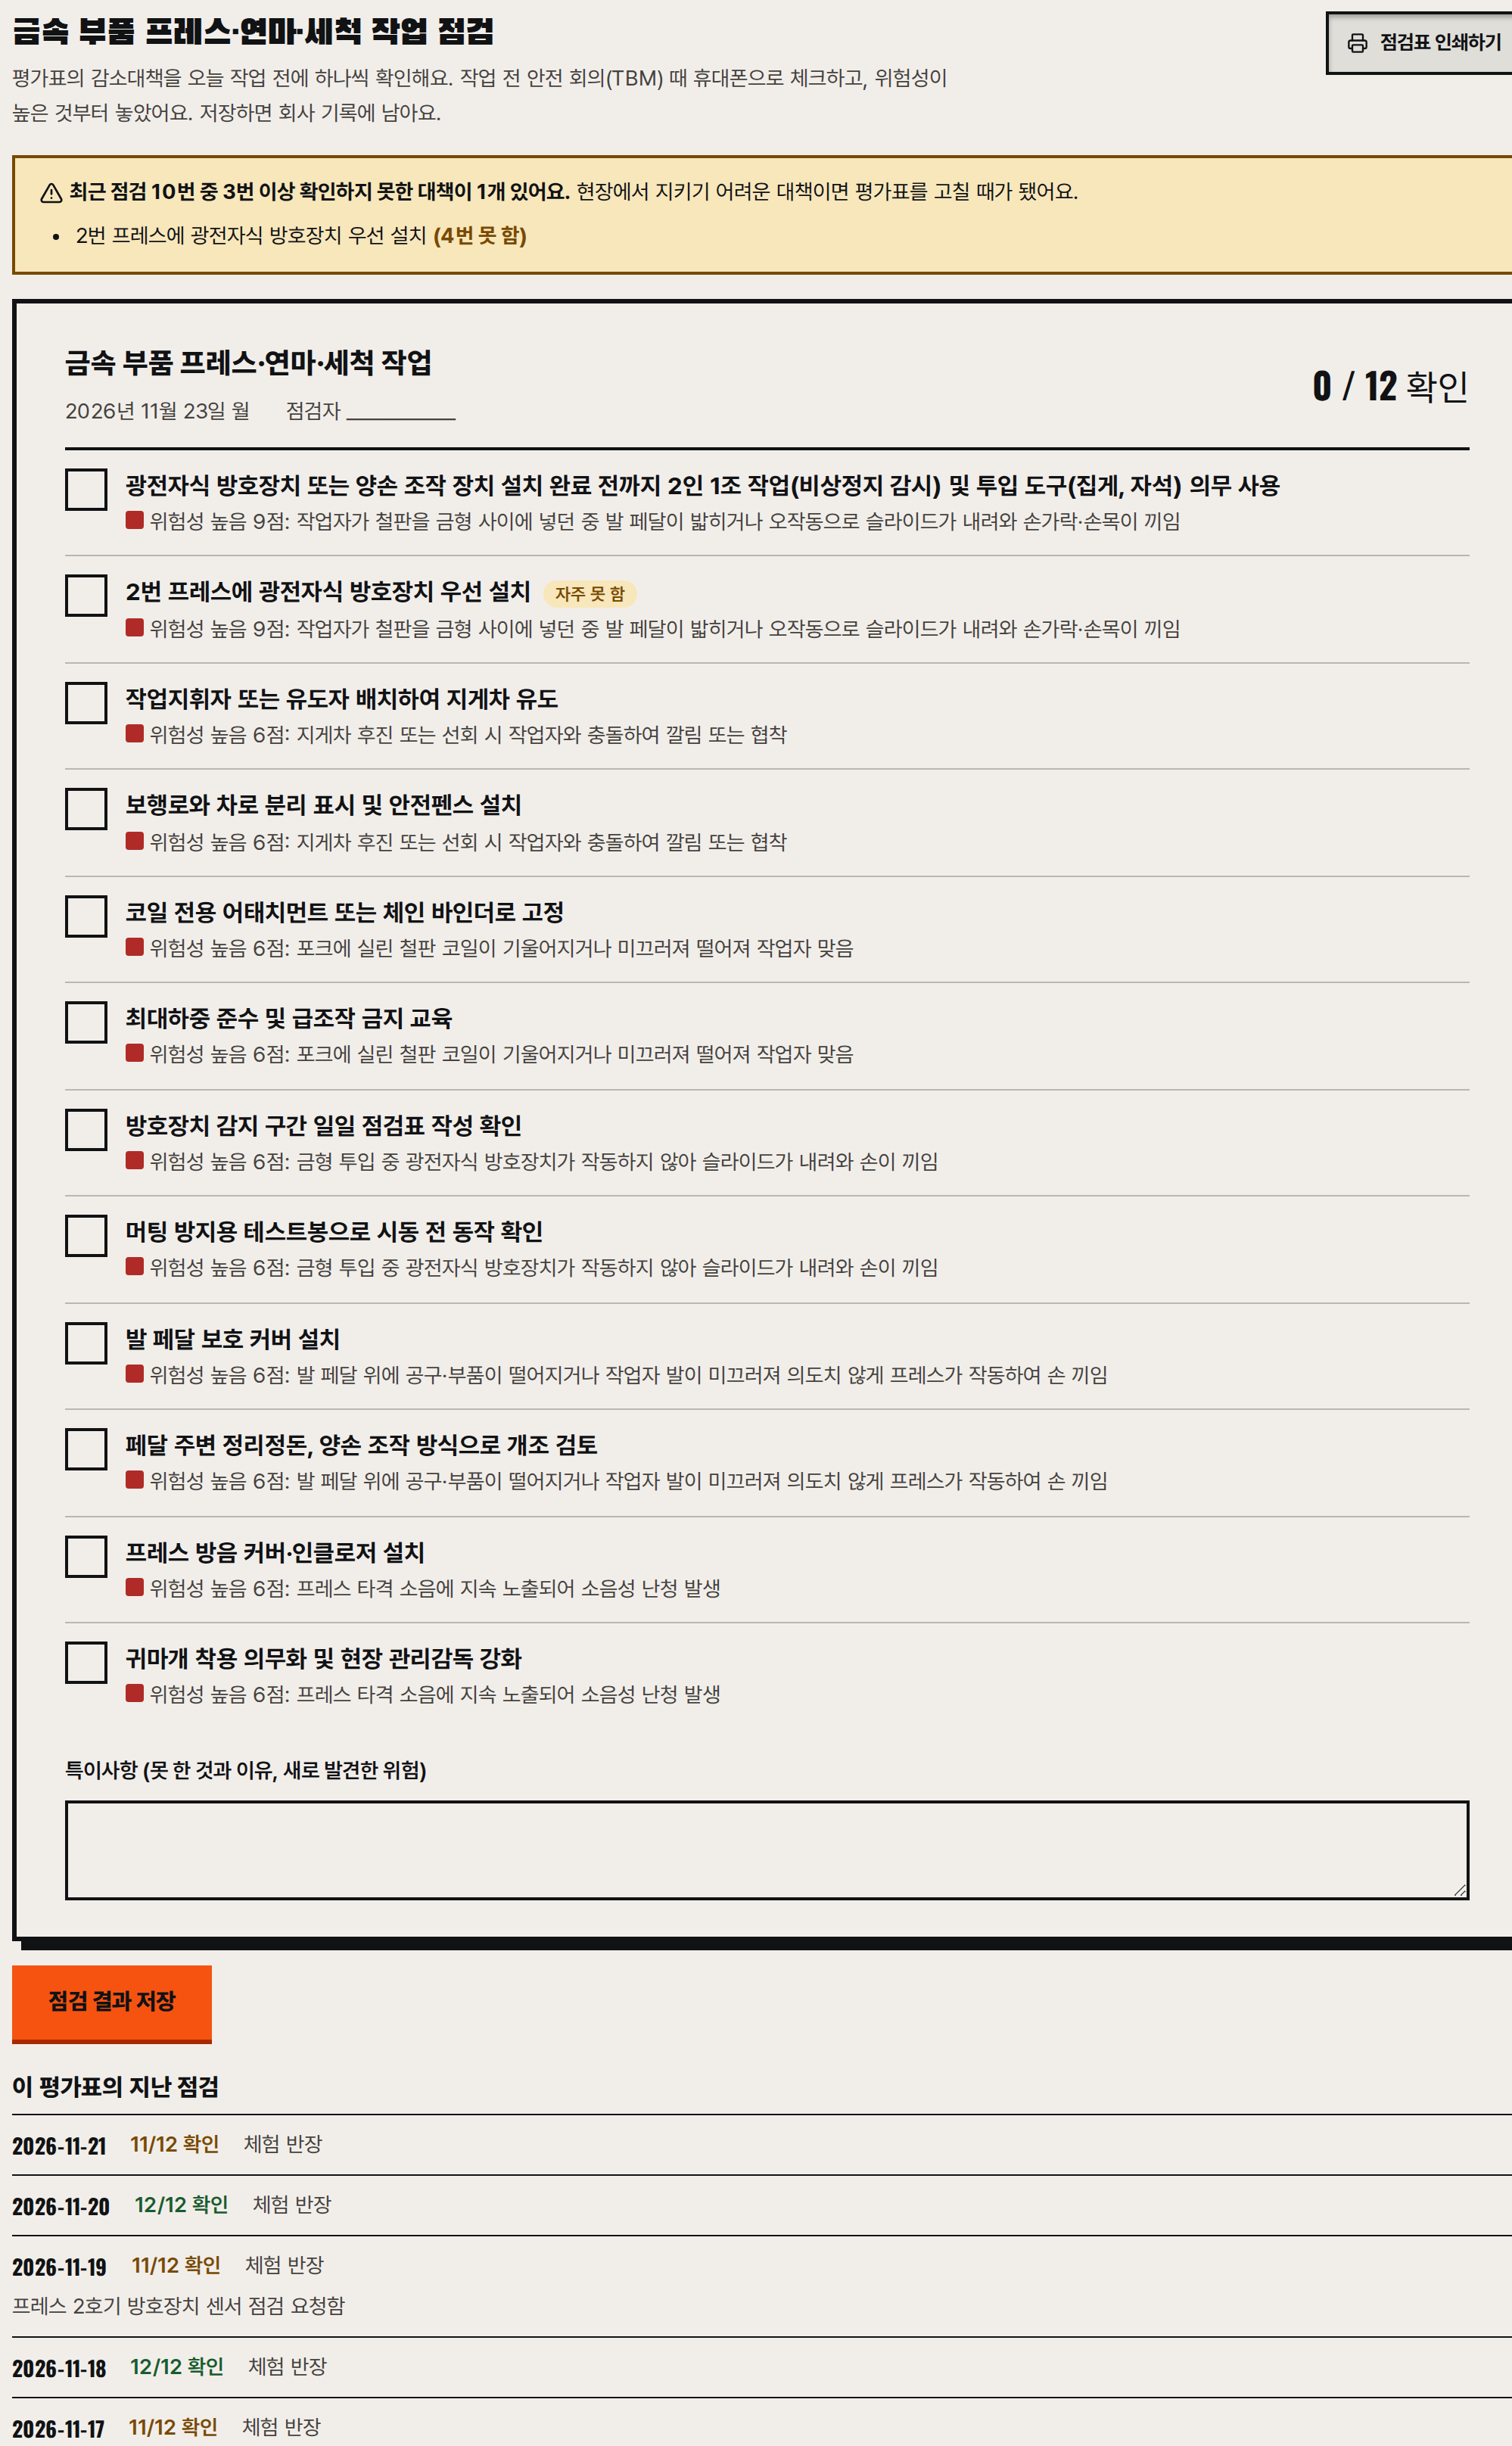 금속 부품 프레스·연마·세척 작업 점검
점검표 인쇄하기
평가표의 감소대책을 오늘 작업 전에 하나씩 확인해요. 작업 전 안전 회의(TBM) 때 휴대폰으로 체크하고, 위험성이
높은 것부터 놓았어요. 저장하면 회사 기록에 남아요.
최근 점검 10번 중 3번 이상 확인하지 못한 대책이 1개 있어요. 현장에서 지키기 어려운 대책이면 평가표를 고칠 때가 됐어요.
• 2번 프레스에 광전자식 방호장치 우선 설치 (4번 못 함)
금속 부품 프레스·연마·세척 작업
0 / 12 확인
2026년 11월 23일 월 점검자
광전자식 방호장치 또는 양손 조작 장치 설치 완료 전까지 2인 1조 작업(비상정지 감시) 및 투입 도구(집게, 자석) 의무 사용
위험성 높음 9점: 작업자가 철판을 금형 사이에 넣던 중 발 페달이 밟히거나 오작동으로 슬라이드가 내려와 손가락·손목이 끼임
2번 프레스에 광전자식 방호장치 우선 설치 자주 못 함
위험성 높음 9점: 작업자가 철판을 금형 사이에 넣던 중 발 페달이 밟히거나 오작동으로 슬라이드가 내려와 손가락·손목이 끼임
작업지휘자 또는 유도자 배치하여 지게차 유도
위험성 높음 6점: 지게차 후진 또는 선회 시 작업자와 충돌하여 깔림 또는 협착
보행로와 차로 분리 표시 및 안전펜스 설치
위험성 높음 6점: 지게차 후진 또는 선회 시 작업자와 충돌하여 깔림 또는 협착
코일 전용 어태치먼트 또는 체인 바인더로 고정
위험성 높음 6점: 포크에 실린 철판 코일이 기울어지거나 미끄러져 떨어져 작업자 맞음
최대하중 준수 및 급조작 금지 교육
위험성 높음 6점: 포크에 실린 철판 코일이 기울어지거나 미끄러져 떨어져 작업자 맞음
방호장치 감지 구간 일일 점검표 작성 확인
위험성 높음 6점: 금형 투입 중 광전자식 방호장치가 작동하지 않아 슬라이드가 내려와 손이 끼임
머팅 방지용 테스트봉으로 시동 전 동작 확인
위험성 높음 6점: 금형 투입 중 광전자식 방호장치가 작동하지 않아 슬라이드가 내려와 손이 끼임
발 페달 보호 커버 설치
위험성 높음 6점: 발 페달 위에 공구·부품이 떨어지거나 작업자 발이 미끄러져 의도치 않게 프레스가 작동하여 손 끼임
페달 주변 정리정돈, 양손 조작 방식으로 개조 검토
위험성 높음 6점: 발 페달 위에 공구·부품이 떨어지거나 작업자 발이 미끄러져 의도치 않게 프레스가 작동하여 손 끼임
프레스 방음 커버·인클로저 설치
위험성 높음 6점: 프레스 타격 소음에 지속 노출되어 소음성 난청 발생
귀마개 착용 의무화 및 현장 관리감독 강화
위험성 높음 6점: 프레스 타격 소음에 지속 노출되어 소음성 난청 발생
특이사항 (못 한 것과 이유, 새로 발견한 위험)
점검 결과 저장
이 평가표의 지난 점검
2026-11-21 11/12 확인 체험 반장
2026-11-20 12/12 확인 체험 반장
2026-11-19 11/12 확인 체험 반장
프레스 2호기 방호장치 센서 점검 요청함
2026-11-18 12/12 확인 체험 반장
2026-11-17 11/12 확인 체험 반장